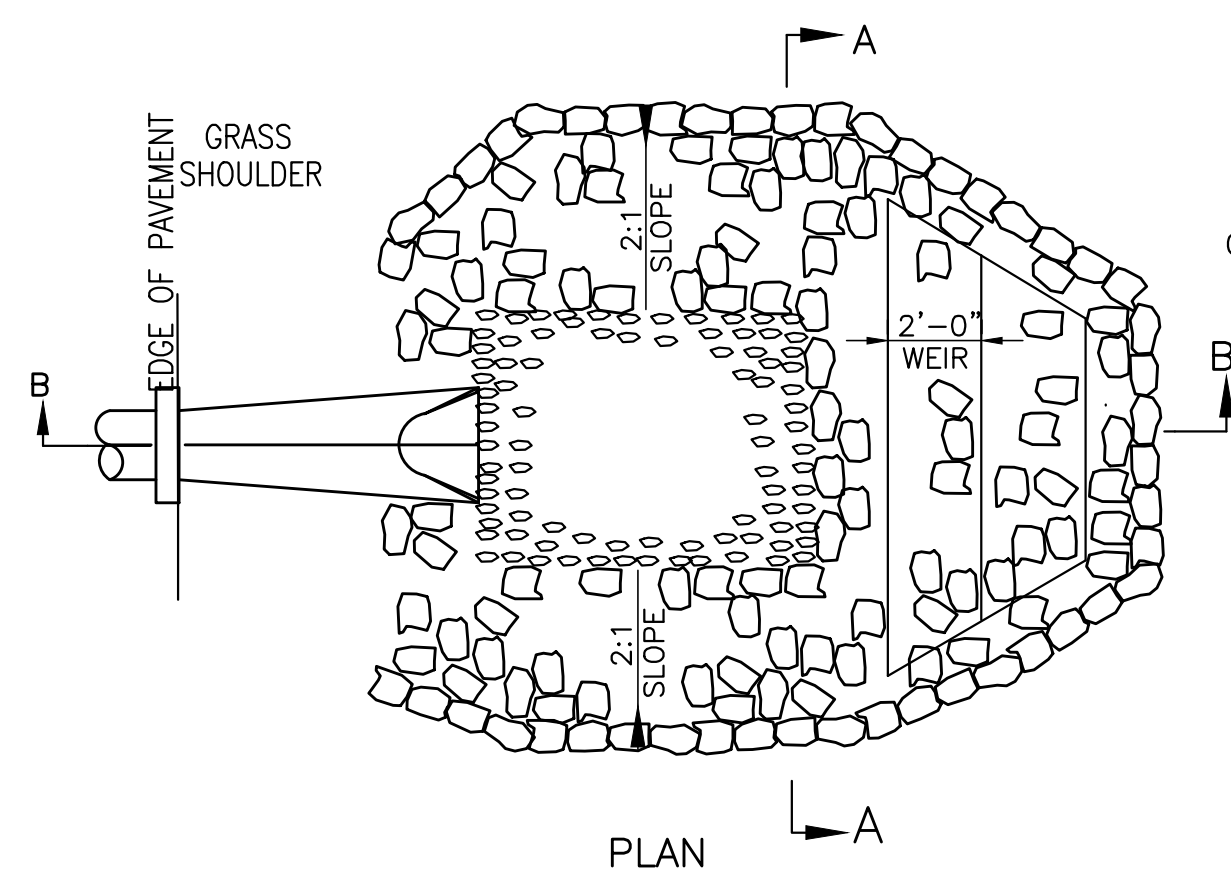 A
EDGE OF PAVEMENT
GRASS
SHOULDER
2:1
SLOPE
2'-0"
WEIR
B
B
2:1
SLOPE
A
PLAN